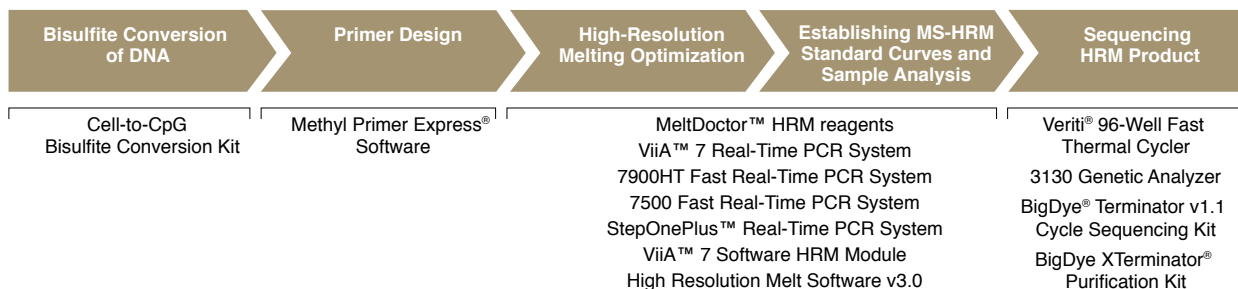 Bisulfite Conversion
of DNA
Primer Design
High-Resolution
Melting Optimization
Establishing MS-HRM
Standard Curves and
Sample Analysis
Sequencing
HRM Product
Cell-to-CpG
Bisulfite Conversion Kit
Methyl Primer Express®
Software
MeltDoctor™ HRM reagents
ViiA™ 7 Real-Time PCR System
7900HT Fast Real-Time PCR System
7500 Fast Real-Time PCR System
StepOnePlus™ Real-Time PCR System
ViiA™ 7 Software HRM Module
High Resolution Melt Software v3.0
Veriti® 96-Well Fast
Thermal Cycler
3130 Genetic Analyzer
BigDye® Terminator v1.1
Cycle Sequencing Kit
BigDye XTerminator®
Purification Kit